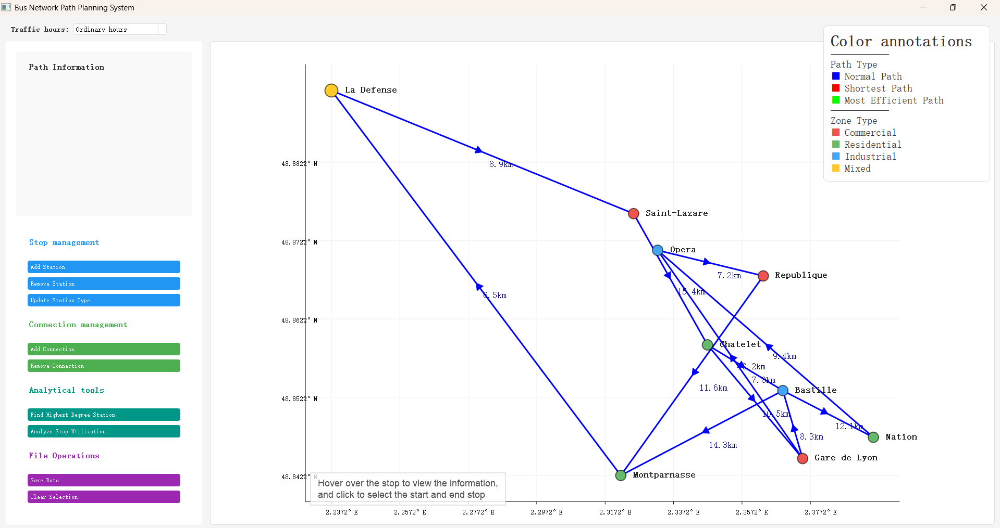 Bus Network Path Planning System
Traffic hours:
Ordinary hours
Path Information
Stop management
Add Station
Remove Station
Update Station Type
Connection management
Add Connection
Remove Connection
Analytical tools
Find Highest Degree Station
Analyze Stop Utilization
File Operations
Save Data
Clear Selection
Color annotations
Path Type
Normal Path
Shortest Path
Most Efficient Path
Zone Type
Commercial
Residential
Industrial
Mixed
La Defense
48.8822° N
8.9km
Saint-Lazare
48.8722° N
Opera
Republique
7.2km
15.4km
6.5km
48.8622° N
Chatelet
9.4km
10.2km
7.8km
11.6km
Bastille
48.8522° N
10.5km
12.1km
8.3km
Nation
14.3km
Gare de Lyon
Montparnasse
48.8422° N
Hover over the stop to view the information,
and click to select the start and end stop
2.2372° E
2.2572° E
2.2772° E
2.2972° E
2.3172° E
2.3372° E
2.3572° E
2.3772° E